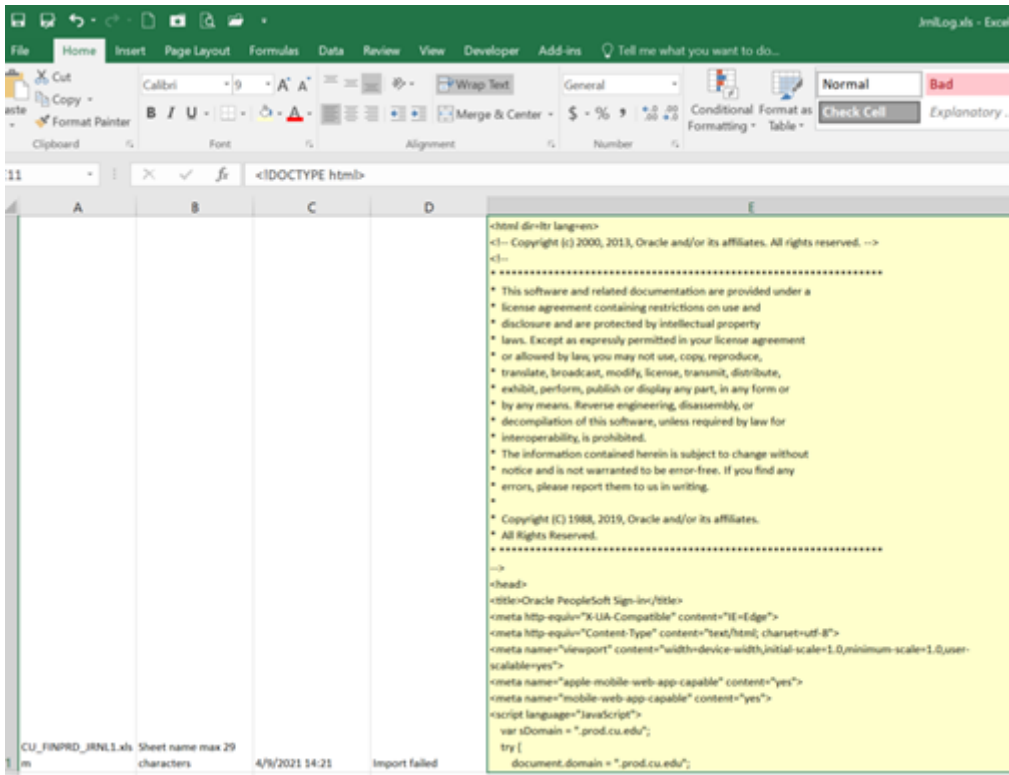 JrnlLog.xls - Excel
File Home Insert Page Layout Formulas Data Review View Developer Add-ins Tell me what you want to do...
Cut
Copy
Format Painter
Clipboard
Calibri 9
B I U
Font
Wrap Text
Merge & Center
Alignment
General
$ % ,
Number
Conditional Formatting
Format as Table
Normal Bad
Check Cell Explanatory ...
fx <!DOCTYPE html>
A B C D E
<html dir=ltr lang=en>
<!-- Copyright (c) 2000, 2013, Oracle and/or its affiliates. All rights reserved. -->
<!--
* ******************************************************************
* This software and related documentation are provided under a
* license agreement containing restrictions on use and
* disclosure and are protected by intellectual property
* laws. Except as expressly permitted in your license agreement
* or allowed by law, you may not use, copy, reproduce,
* translate, broadcast, modify, license, transmit, distribute,
* exhibit, perform, publish or display any part, in any form or
* by any means. Reverse engineering, disassembly, or
* decompilation of this software, unless required by law for
* interoperability, is prohibited.
* The information contained herein is subject to change without
* notice and is not warranted to be error-free. If you find any
* errors, please report them to us in writing.
*
* Copyright (C) 1988, 2019, Oracle and/or its affiliates.
* All Rights Reserved.
* ******************************************************************
-->
<head>
<title>Oracle PeopleSoft Sign-in</title>
<meta http-equiv="X-UA-Compatible" content="IE=Edge">
<meta http-equiv="Content-Type" content="text/html; charset=utf-8">
<meta name="viewport" content="width=device-width,initial-scale=1.0,minimum-scale=1.0,user-
scalable=yes">
<meta name="apple-mobile-web-app-capable" content="yes">
<meta name="mobile-web-app-capable" content="yes">
<script language="JavaScript">
var sDomain = ".prod.cu.edu";
try {
document.domain = ".prod.cu.edu";
CU_FINPRD_JRNL1.xls
m
Sheet name max 29
characters
4/9/2021 14:21
Import failed